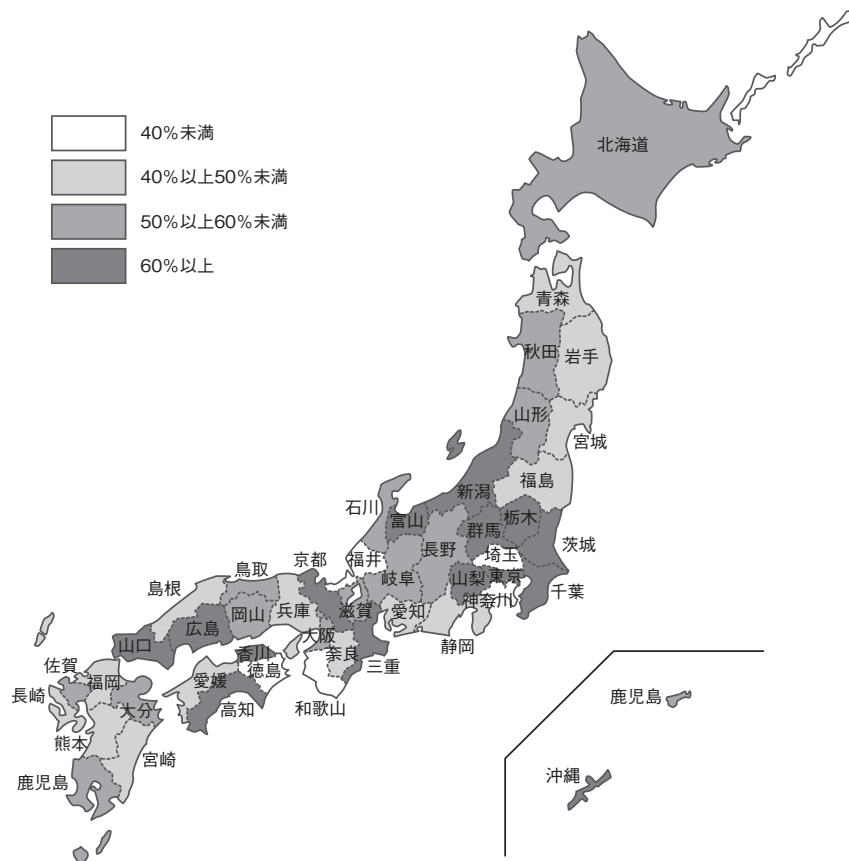 40%未満
40%以上50%未満
50%以上60%未満
60%以上
北海道
青森
秋田
岩手
山形
宮城
福島
新潟
石川
富山
群馬
栃木
茨城
長野
埼玉
福井
京都
鳥取
島根
岐阜
山梨
東京
千葉
神奈川
滋賀
愛知
静岡
兵庫
岡山
広島
山口
大阪
奈良
三重
和歌山
香川
徳島
愛媛
高知
佐賀
福岡
長崎
大分
熊本
宮崎
鹿児島
鹿児島
沖縄